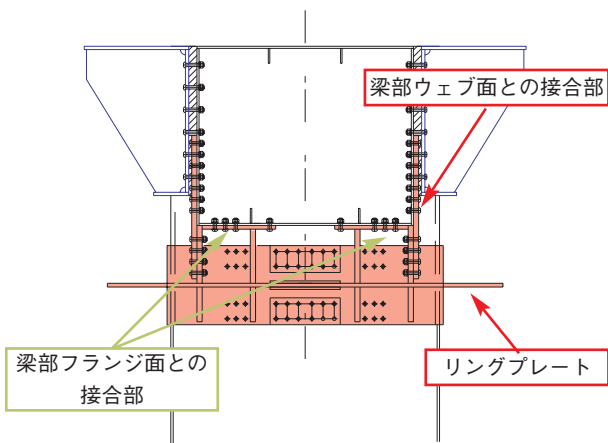 梁部ウェブ面との接合部
梁部フランジ面との
接合部
リングプレート